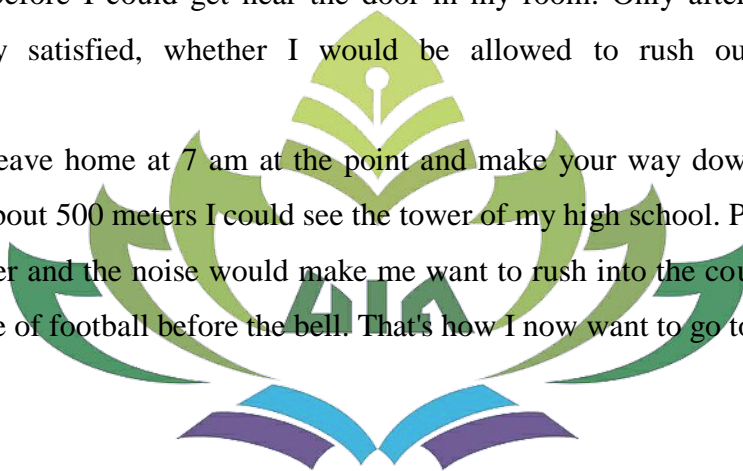 before I could get near the door in my room. Only after
y satisfied, whether I would be allowed to rush ou
eave home at 7 am at the point and make your way dow
bout 500 meters I could see the tower of my high school. P
er and the noise would make me want to rush into the cou
e of football before the bell. That's how I now want to go to